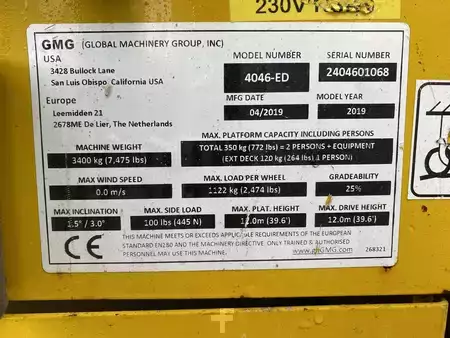 230V
GMG (GLOBAL MACHINERY GROUP, INC)
USA
3428 Bullock Lane
San Luis Obispo. California USA
Europe
Leemidden 21
2678ME De Lier, The Netherlands
MODEL NUMBER SERIAL NUMBER
4046-ED 2404601068
MFG DATE MODEL YEAR
04/2019 2019
MAX. PLATFORM CAPACITY INCLUDING PERSONS
MACHINE WEIGHT TOTAL 350 kg (772 lbs) = 2 PERSONS + EQUIPMENT
3400 kg (7,475 lbs) (EXT DECK 120 kg (264 lbs) 1 PERSON)
MAX WIND SPEED MAX. LOAD PER WHEEL GRADEABILITY
0.0 m/s 1122 kg (2,474 lbs) 25%
MAX INCLINATION MAX. SIDE LOAD MAX. PLAT. HEIGHT MAX. DRIVE HEIGHT
1.5° / 3.0° 100 lbs (445 N) 12.0m (39.6') 12.0m (39.6')
CE THIS MACHINE MEETS OR EXCEEDS APPLICABLE REQUIREMENTS OF THE EUROPEAN
STANDARD EN280 AND THE MACHINERY DIRECTIVE. ONLY TRAINED & AUTHORISED
PERSONNEL MAY USE THIS MACHINE. www.gGMG.com 268321